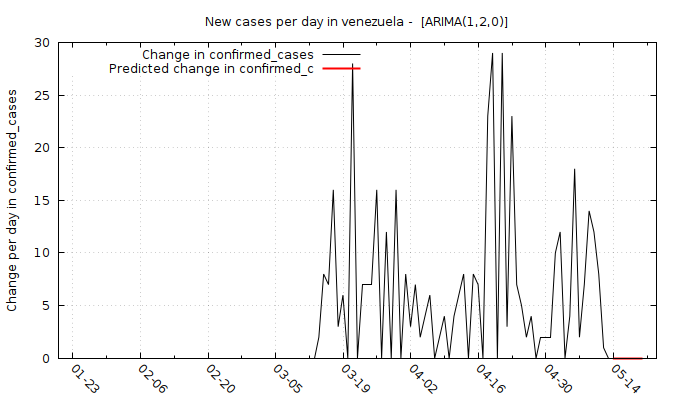 New cases per day in venezuela -  [ARIMA(1,2,0)]
Change in confirmed_cases
Predicted change in confirmed_c
Change per day in confirmed_cases
30
25
20
15
10
5
0
01-23 02-06 02-20 03-05 03-19 04-02 04-16 04-30 05-14